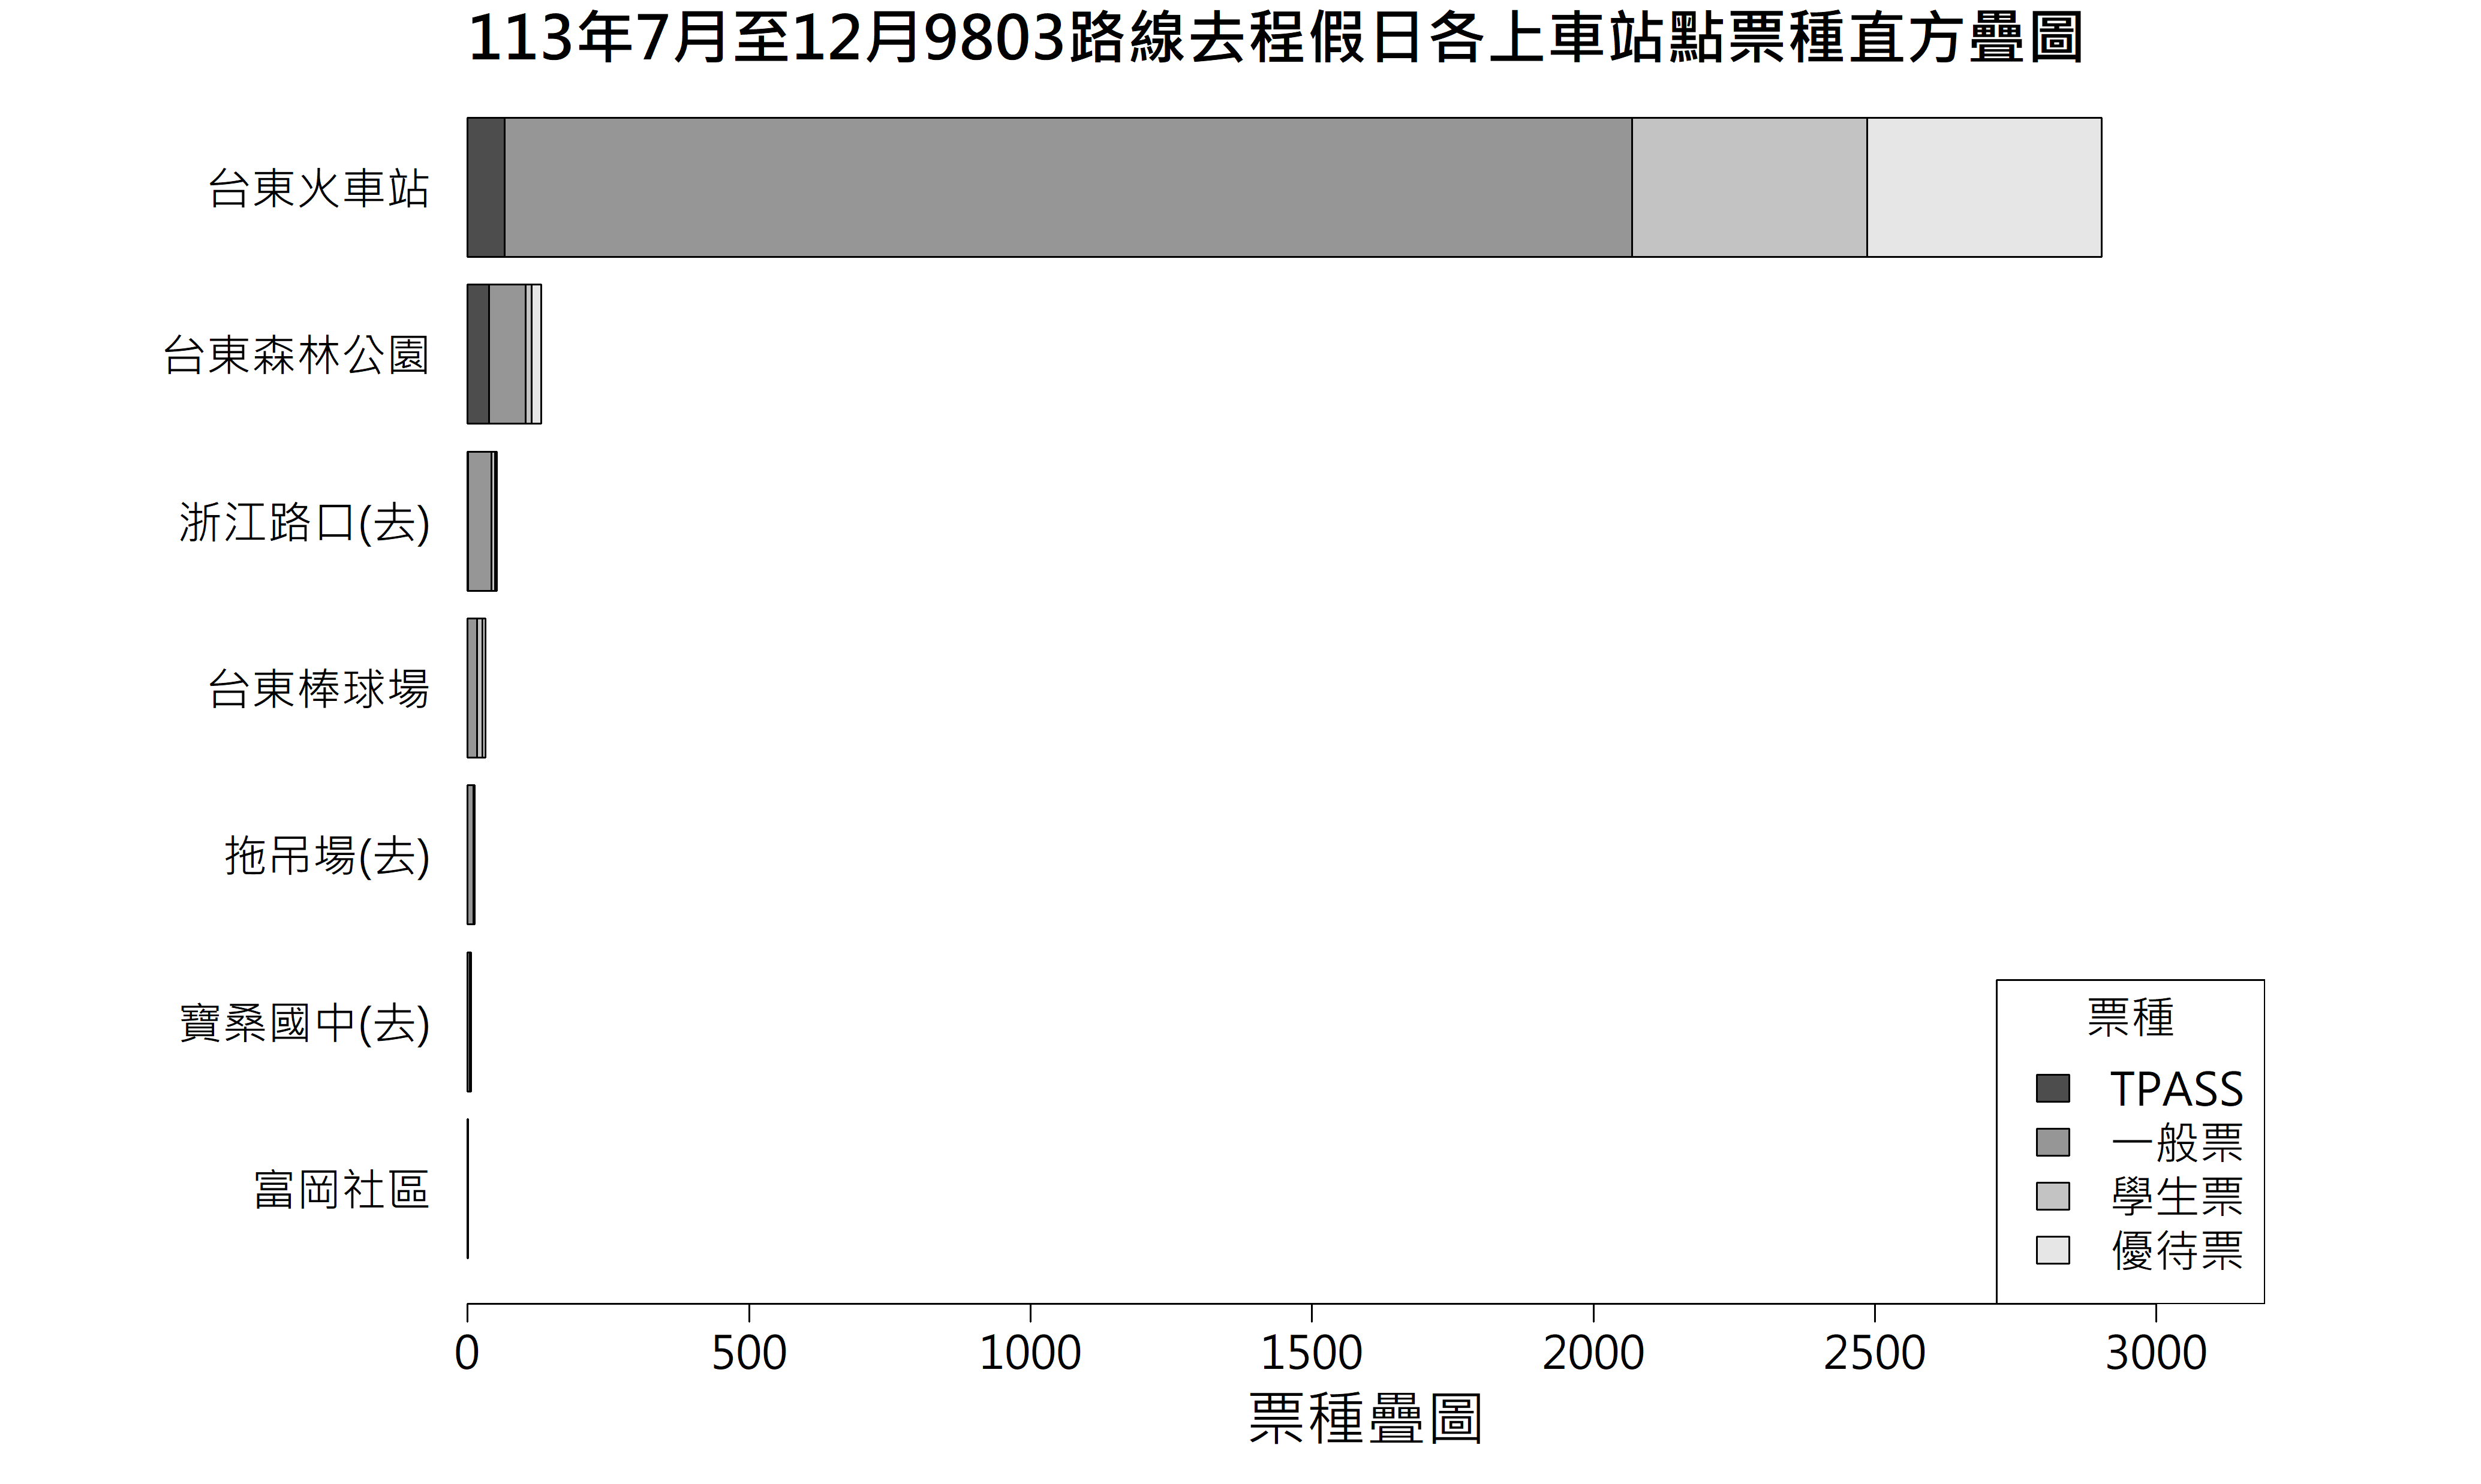 113年7月至12月9803路線去程假日各上車站點票種直方疊圖
台東火車站
台東森林公園
浙江路口(去)
台東棒球場
拖吊場(去)
寶桑國中(去)
富岡社區
票種
TPASS
一般票
學生票
優待票
0 500 1000 1500 2000 2500 3000
票種疊圖